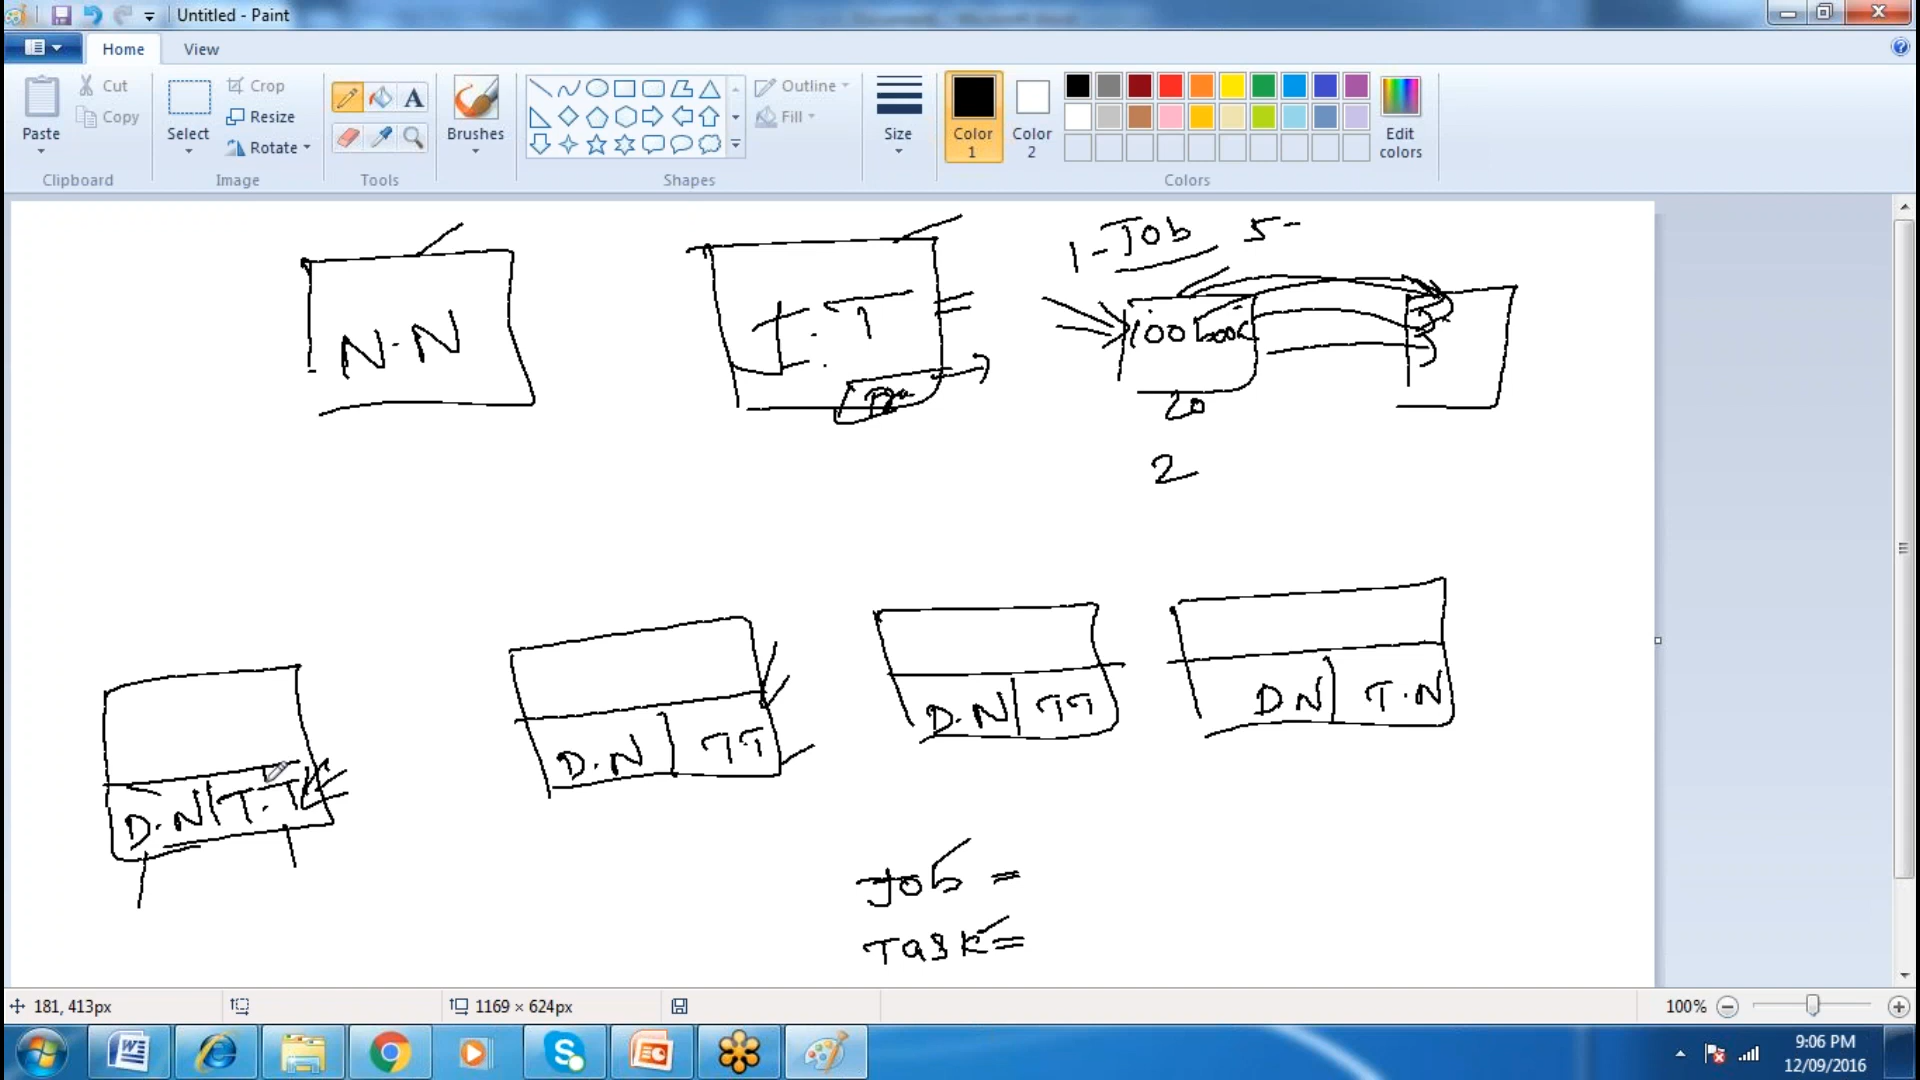 Untitled - Paint
Home View
Paste
Cut
Copy
Clipboard
Select
Crop
Resize
Rotate
Image
A
Tools
Brushes
Shapes
Outline
Fill
Size
Color 1
Color 2
Edit colors
Colors
1-Job 5-
N.N
T.T
100 book
20
2
D.N T.T
D.N TT
D.N TT
DN T.N
Job =
Task =
181, 413px
1169 × 624px
100%
9:06 PM
12/09/2016